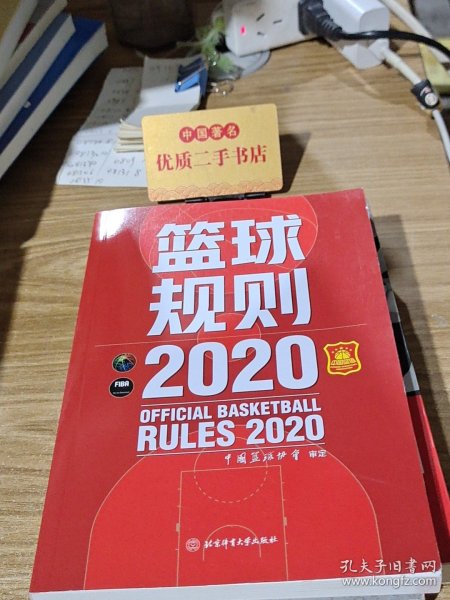 中国著名
优质二手书店
篮球
规则
2020
FIBA
OFFICIAL BASKETBALL
RULES 2020
中国篮球协会 审定
北京体育大学出版社
孔夫子旧书网
www.kongfz.com